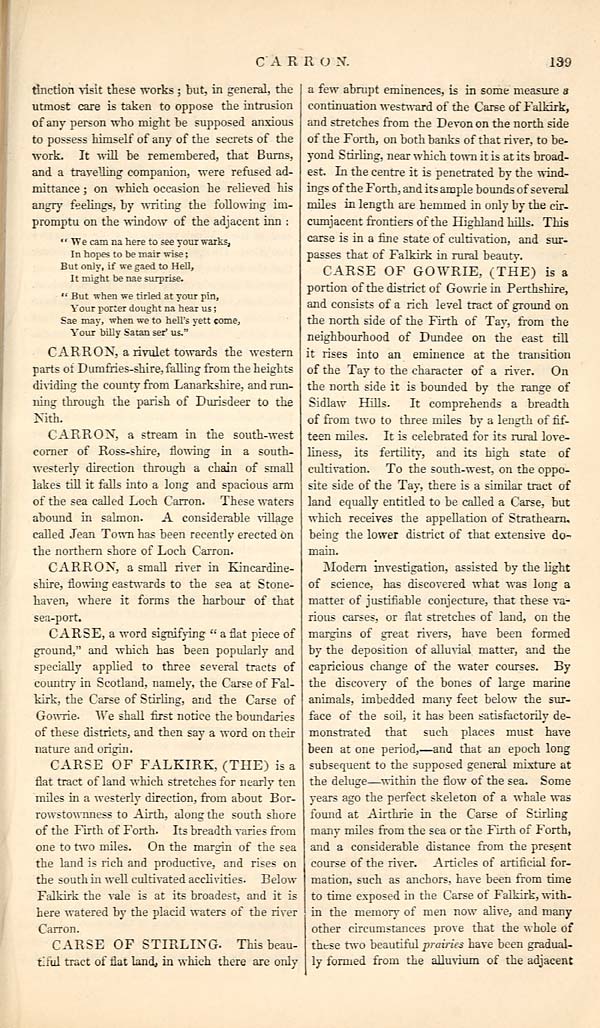 CARRON.
139
tinction visit these works; but, in general, the
utmost care is taken to oppose the intrusion
of any person who might be supposed anxious
to possess himself of any of the secrets of the
work. It will be remembered, that Burns,
and a travelling companion, were refused ad-
mittance; on which occasion he relieved his
angry feelings, by writing the following im-
promptu on the window of the adjacent inn:
" We cam na here to see your warks,
In hopes to be mair wise;
But only, if we gaed to Hell,
It might be nae surprise.
" But when we tirled at your pin,
Your porter dought na hear us;
Sae may, when we to hell's yett come,
Your billy Satan ser' us."
CARRON, a rivulet towards the western
parts of Dumfries-shire, falling from the heights
dividing the county from Lanarkshire, and run-
ning through the parish of Durisdeer to the
Nith.
CARRON, a stream in the south-west
corner of Ross-shire, flowing in a south-
westerly direction through a chain of small
lakes till it falls into a long and spacious arm
of the sea called Loch Carron. These waters
abound in salmon. A considerable village
called Jean Town has been recently erected on
the northern shore of Loch Carron.
CARRON, a small river in Kincardine-
shire, flowing eastwards to the sea at Stone-
haven, where it forms the harbour of that
sea-port.
CARSE, a word signifying " a flat piece of
ground," and which has been popularly and
specially applied to three several tracts of
country in Scotland, namely, the Carse of Fal-
kirk, the Carse of Stirling, and the Carse of
Gowrie. We shall first notice the boundaries
of these districts, and then say a word on their
nature and origin.
CARSE OF FALKIRK, (THE) is a
flat tract of land which stretches for nearly ten
miles in a westerly direction, from about Bor-
rowstownness to Airth, along the south shore
of the Firth of Forth. Its breadth varies from
one to two miles. On the margin of the sea
the land is rich and productive, and rises on
the south in well cultivated acclivities. Below
Falkirk the vale is at its broadest, and it is
here watered by the placid waters of the river
Carron.
CARSE OF STIRLING. This beau-
tiful tract of flat land, in which there are only
a few abrupt eminences, is in some measure a
continuation westward of the Carse of Falkirk,
and stretches from the Devon on the north side
of the Forth, on both banks of that river, to be-
yond Stirling, near which town it is at its broad-
est. In the centre it is penetrated by the wind-
ings of the Forth, and its ample bounds of several
miles in length are hemmed in only by the cir-
cumjacent frontiers of the Highland hills. This
carse is in a fine state of cultivation, and sur-
passes that of Falkirk in rural beauty.
CARSE OF GOWRIE, (THE) is a
portion of the district of Gowrie in Perthshire,
and consists of a rich level tract of ground on
the north side of the Firth of Tay, from the
neighbourhood of Dundee on the east till
it rises into an eminence at the transition
of the Tay to the character of a river. On
the north side it is bounded by the range of
Sidlaw Hills. It comprehends a breadth
of from two to three miles by a length of fif-
teen miles. It is celebrated for its rural love-
liness, its fertility, and its high state of
cultivation. To the south-west, on the oppo-
site side of the Tay, there is a similar tract of
land equally entitled to be called a Carse, but
which receives the appellation of Strathearn,
being the lower district of that extensive do-
main.
Modern investigation, assisted by the light
of science, has discovered what was long a
matter of justifiable conjecture, that these va-
rious carses, or flat stretches of land, on the
margins of great rivers, have been formed
by the deposition of alluvial matter, and the
capricious change of the water courses. By
the discovery of the bones of large marine
animals, imbedded many feet below the sur-
face of the soil, it has been satisfactorily de-
monstrated that such places must have
been at one period,—and that an epoch long
subsequent to the supposed general mixture at
the deluge—within the flow of the sea. Some
years ago the perfect skeleton of a whale was
found at Airthrie in the Carse of Stirling
many miles from the sea or the Firth of Forth,
and a considerable distance from the present
course of the river. Articles of artificial for-
mation, such as anchors, have been from time
to time exposed in the Carse of Falkirk, with-
in the memory of men now alive, and many
other circumstances prove that the whole of
these two beautiful prairies have been gradual-
ly formed from the alluvium of the adjacent